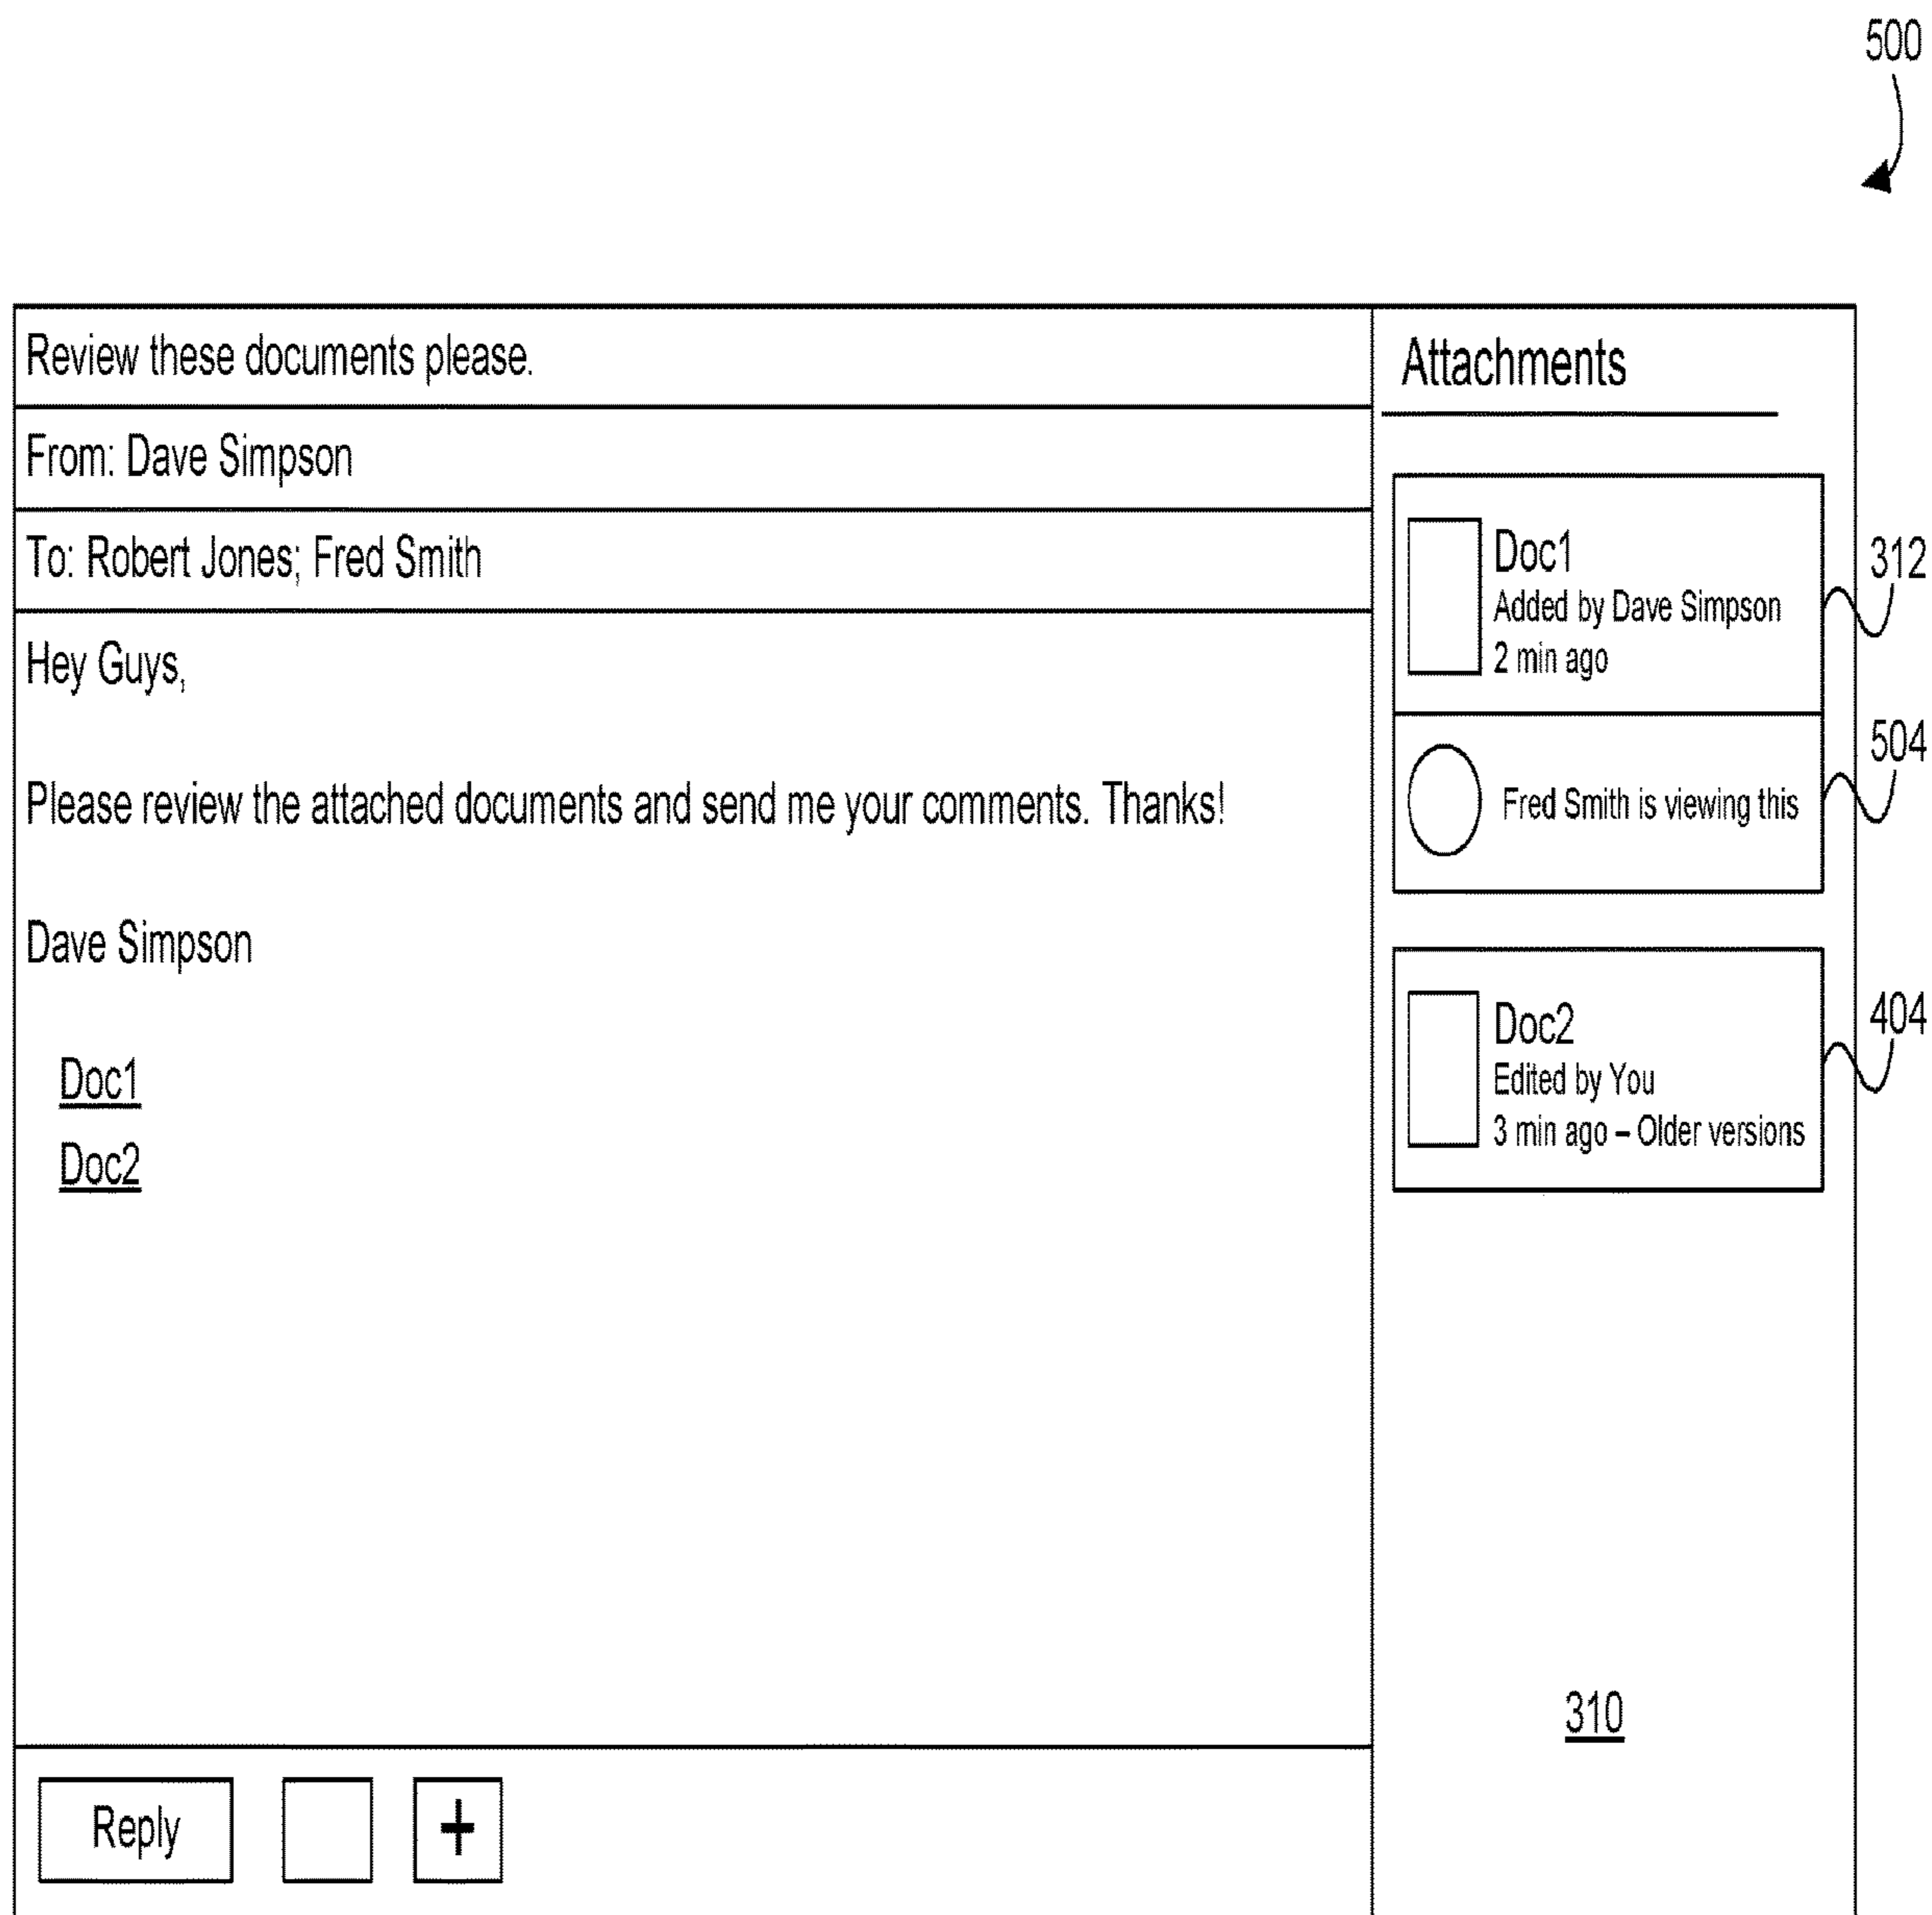 500
Review these documents please.
From: Dave Simpson
To: Robert Jones; Fred Smith
Hey Guys,
Please review the attached documents and send me your comments. Thanks!
Dave Simpson
Doc1
Doc2
Reply
+
Attachments
Doc1
Added by Dave Simpson
2 min ago
312
Fred Smith is viewing this
504
Doc2
Edited by You
3 min ago – Older versions
404
310